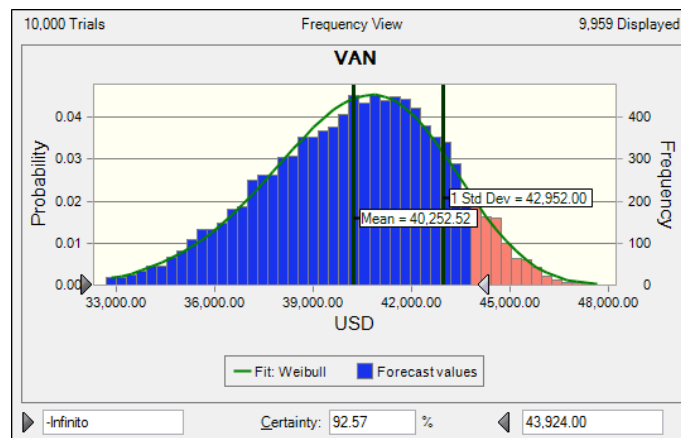 10,000 Trials Frequency View 9,959 Displayed
VAN
0.04 400
0.03 300
0.02 200
0.01 100
0.00 0
Probability
Frequency
1 Std Dev = 42,952.00
Mean = 40,252.52
33,000.00 36,000.00 39,000.00 42,000.00 45,000.00 48,000.00
USD
Fit: Weibull Forecast values
-Infinito Certainty: 92.57 % 43,924.00